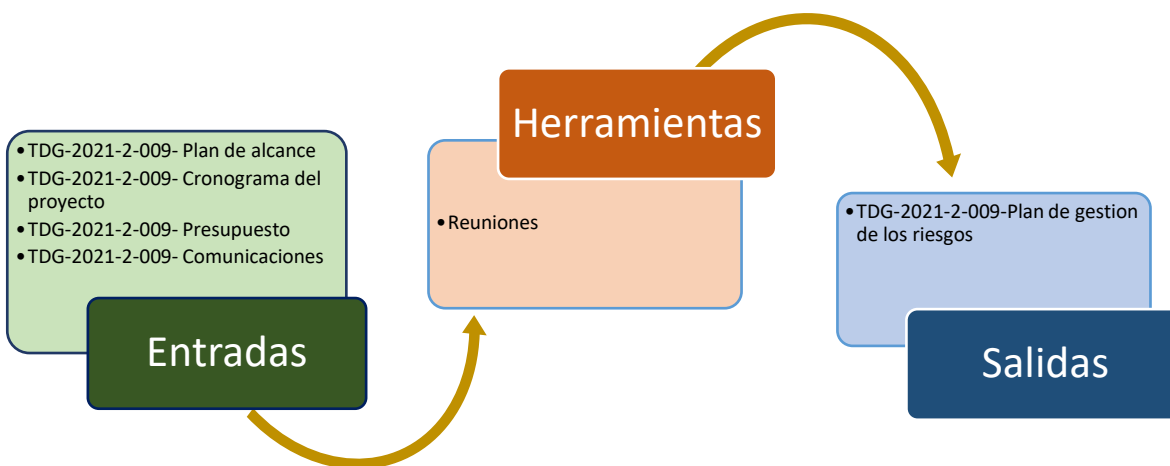 •TDG-2021-2-009- Plan de alcance
•TDG-2021-2-009- Cronograma del
proyecto
•TDG-2021-2-009- Presupuesto
•TDG-2021-2-009- Comunicaciones
Entradas
Herramientas
•Reuniones
•TDG-2021-2-009-Plan de gestion
de los riesgos
Salidas